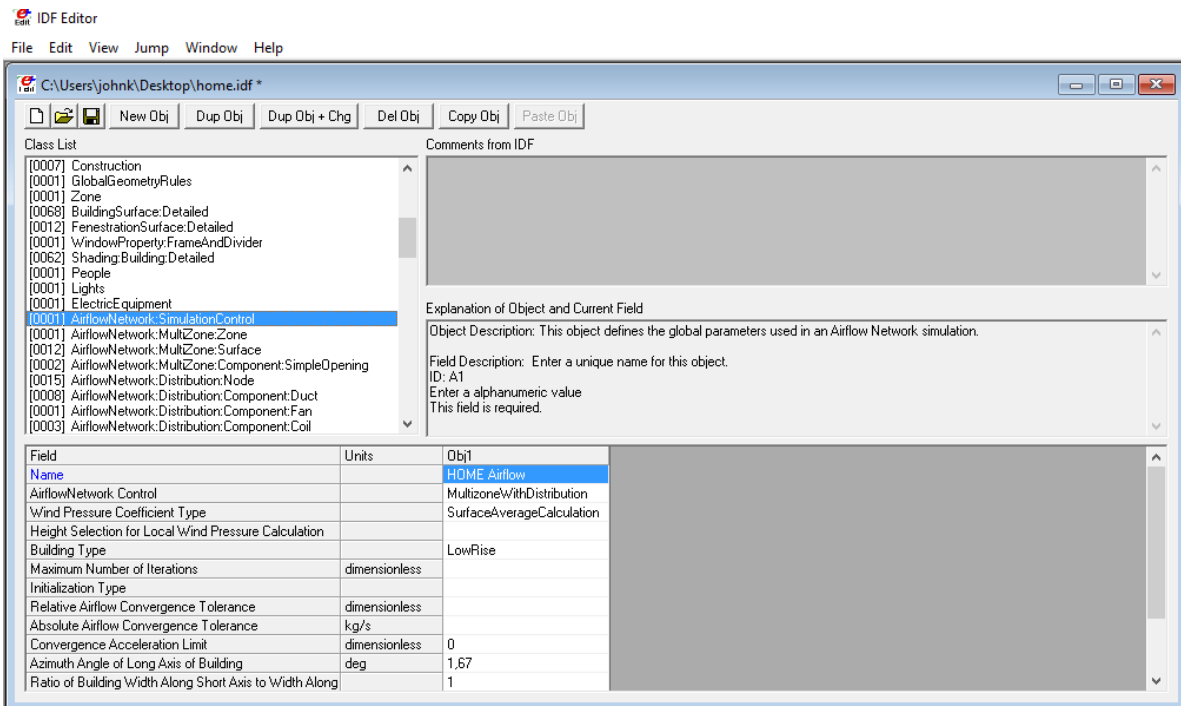 IDF Editor
File Edit View Jump Window Help
C:\Users\johnk\Desktop\home.idf *
New Obj Dup Obj Dup Obj + Chg Del Obj Copy Obj Paste Obj
Class List
Comments from IDF
[0007] Construction
[0001] GlobalGeometryRules
[0001] Zone
[0068] BuildingSurface:Detailed
[0012] FenestrationSurface:Detailed
[0001] WindowProperty:FrameAndDivider
[0062] Shading:Building:Detailed
[0001] People
[0001] Lights
[0001] ElectricEquipment
[0001] AirflowNetwork:SimulationControl
[0001] AirflowNetwork:MultiZone:Zone
[0012] AirflowNetwork:MultiZone:Surface
[0002] AirflowNetwork:MultiZone:Component:SimpleOpening
[0015] AirflowNetwork:Distribution:Node
[0008] AirflowNetwork:Distribution:Component:Duct
[0001] AirflowNetwork:Distribution:Component:Fan
[0003] AirflowNetwork:Distribution:Component:Coil
Explanation of Object and Current Field
Object Description: This object defines the global parameters used in an Airflow Network simulation.
Field Description: Enter a unique name for this object.
ID: A1
Enter a alphanumeric value
This field is required.
Field Units Obj1
Name HOME Airflow
AirflowNetwork Control MultizoneWithDistribution
Wind Pressure Coefficient Type SurfaceAverageCalculation
Height Selection for Local Wind Pressure Calculation
Building Type LowRise
Maximum Number of Iterations dimensionless
Initialization Type
Relative Airflow Convergence Tolerance dimensionless
Absolute Airflow Convergence Tolerance kg/s
Convergence Acceleration Limit dimensionless 0
Azimuth Angle of Long Axis of Building deg 1,67
Ratio of Building Width Along Short Axis to Width Along 1